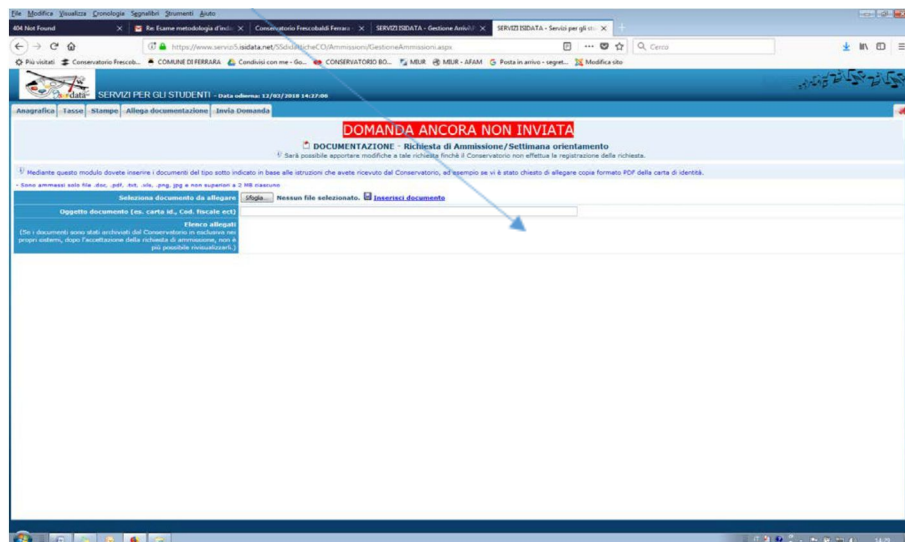 File Modifica Visualizza Cronologia Segnalibri Strumenti Aiuto
404 Not Found
Re: Esame metodologia d'in
Conservatorio Frescobaldi Ferrara
SERVIZI ISIDATA - Gestione
SERVIZI ISIDATA - Servizi per gli
https://www.servizi5.isidata.net/SSdidatticheCO/Ammissioni/GestioneAmmissioni.aspx
Cerca
Più visitati Conservatorio Frescob... COMUNE DI FERRARA Condivisi con me - Go... CONSERVATORIO BO... MIUR MIUR - AFAM Posta in arrivo - segret... Modifica sito
SERVIZI PER GLI STUDENTI - Data odierna: 12/03/2018 14:27:00
Anagrafica Tasse Stampe Allega documentazione Invia Domanda
DOMANDA ANCORA NON INVIATA
DOCUMENTAZIONE - Richiesta di Ammissione/Settimana orientamento
Sarà possibile apportare modifiche a tale richiesta finchè il Conservatorio non effettua la registrazione delle richiesta.
Mediante questo modulo dovete inserire i documenti del tipo sotto indicato in base alle istruzioni che avete ricevuto dal Conservatorio, ad esempio se vi è stato chiesto di allegare copie formato PDF della carta di identità.
- Sono ammessi solo file .doc, .pdf, .txt, .xls, .png, jpg e non superiori a 2 MB ciascuno
Seleziona documento da allegare Sfoglia... Nessun file selezionato. Inserisci documento
Oggetto documento (es. carta id., Cod. fiscale ect)
Elenco allegati
(Se i documenti sono stati archiviati dal Conservatorio in esclusiva nei
propri sistemi, dopo l'accettazione della richiesta di ammissione, non è
più possibile rivisualizzarli.)